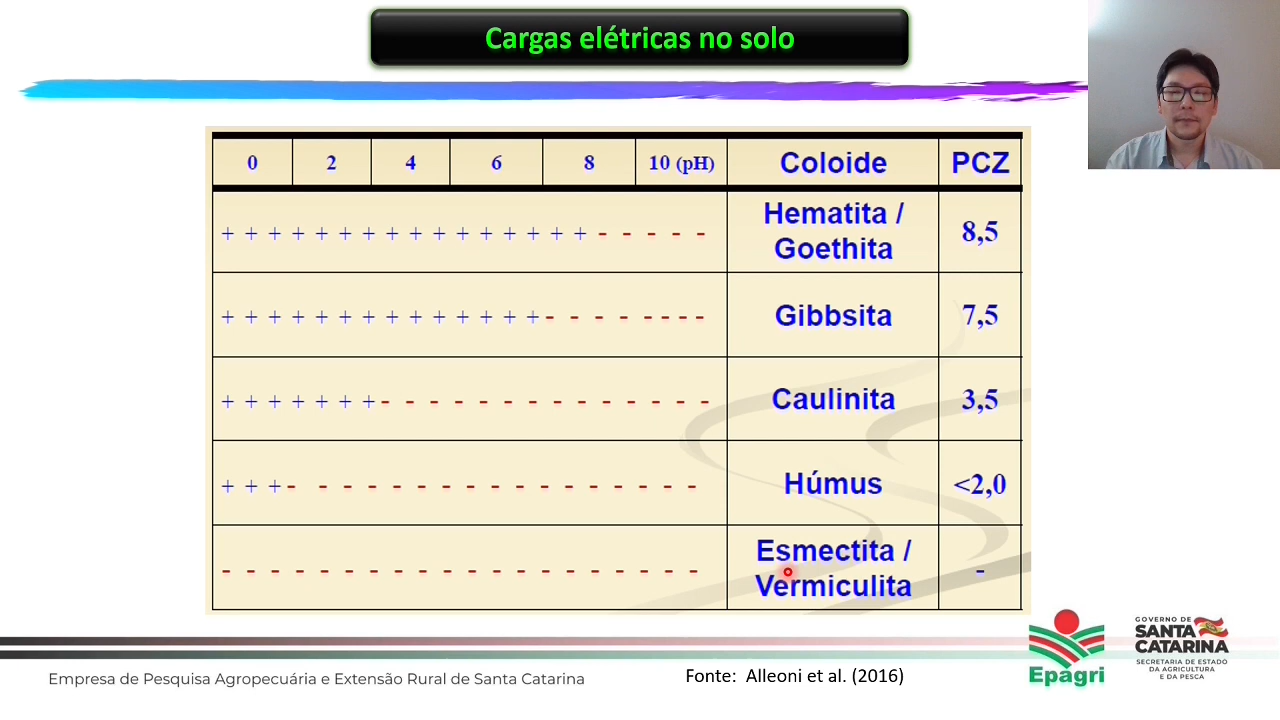 Cargas elétricas no solo
0 2 4 6 8 10 (pH) Coloide PCZ
+ + + + + + + + + + + + + + + + - - - - - Hematita / Goethita 8,5
+ + + + + + + + + + + + + + - - - - - - - - Gibbsita 7,5
+ + + + + + + - - - - - - - - - - - - - - Caulinita 3,5
+ + + - - - - - - - - - - - - - - - - - Húmus <2,0
- - - - - - - - - - - - - - - - - - - - Esmectita / Vermiculita -
Empresa de Pesquisa Agropecuária e Extensão Rural de Santa Catarina
Fonte: Alleoni et al. (2016)
Epagri
GOVERNO DE
SANTA
CATARINA
SECRETARIA DE ESTADO
DA AGRICULTURA
E DA PESCA